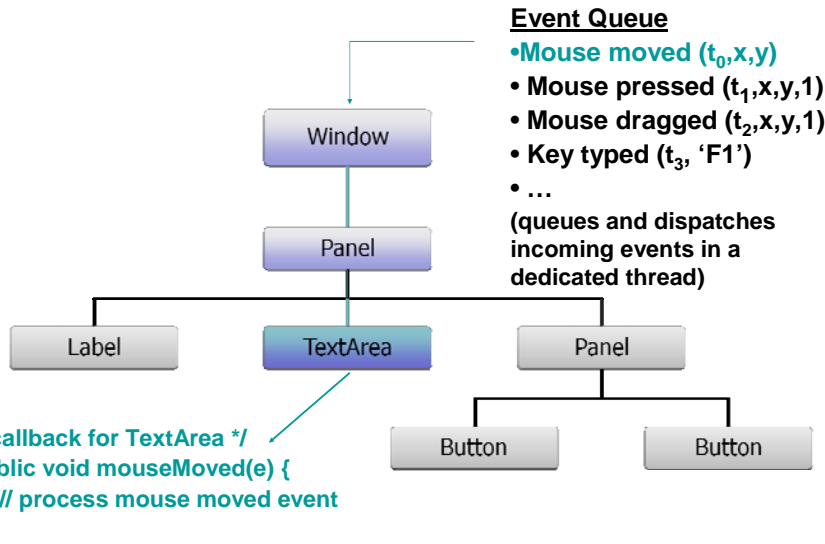 Event Queue
•Mouse moved (t0,x,y)
• Mouse pressed (t1,x,y,1)
• Mouse dragged (t2,x,y,1)
• Key typed (t3, ‘F1’)
• …
(queues and dispatches
incoming events in a
dedicated thread)
Window
Panel
Label TextArea Panel
Button Button
callback for TextArea */
blic void mouseMoved(e) {
// process mouse moved event